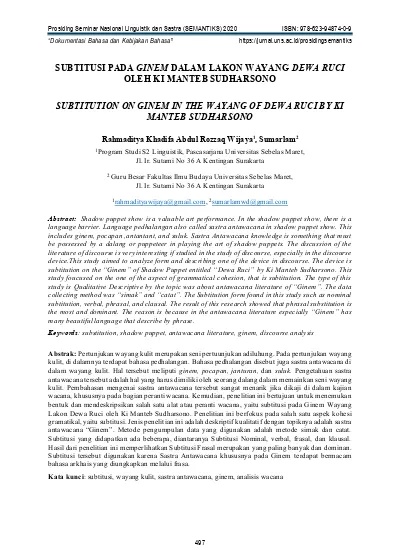 Prosiding Seminar Nasional Linguistik dan Sastra (SEMANTIKS) 2020 ISBN: 978-623-94874-0-9
"Dokumentasi Bahasa dan Kebijakan Bahasa" https://jurnal.uns.ac.id/prosidingsemantiks
SUBTITUSI PADA GINEM DALAM LAKON WAYANG DEWA RUCI
OLEH KI MANTEB SUDHARSONO
SUBTITUTION ON GINEM IN THE WAYANG OF DEWA RUCI BY KI
MANTEB SUDHARSONO
Rahmaditya Khadifa Abdul Rozzaq Wijaya¹, Sumarlam²
¹Program Studi S2 Linguistik, Pascasarjana Universitas Sebelas Maret,
Jl. Ir. Sutami No 36 A Kentingan Surakarta
² Guru Besar Fakultas Ilmu Budaya Universitas Sebelas Maret,
Jl. Ir. Sutami No 36 A Kentingan Surakarta
¹rahmadityawijaya@gmail.com, ²sumarlamwd@gmail.com
Abstract: Shadow puppet show is a valuable art performance. In the shadow puppet show, there is a
language barrier. Language pedhalangan also called sastra antawacana in shadow puppet show. This
includes ginem, pocapan, antawacan, and suluk. Sastra Antawacana knowledge is something that must
be possessed by a dalang or puppeteer in playing the art of shadow puppets. The discussion of the
literature of discourse is very interesting if studied in the study of discourse, especially in the discourse
device. This study aimed to analyze form and describing one of the device in discourse. The device is
substitution on the "Ginem" of Shadow Puppet entitled "Dewa Ruci" by Ki Manteb Sudharsono. This
study focussed on the one of the aspect of grammatical cohesion, that is substitution. The type of this
study is Qualitative Descriptive by the topic was about antawacana literature of "Ginem". The data
collecting method was "simak" and "catat". The Subtitution form found in this study such as nominal
substitution, verbal, phrasal, and clausal. The result of this research showed that phrasal substitution is
the most and dominant. The reason is because in the antawacana literature especially "Ginem" has
many beautiful language that describe by phrase.
Keywords: subtitution, shadow puppet, antawacana literature, ginem, discourse analysis
Abstrak: Pertunjukan wayang kulit merupakan seni pertunjukan adiluhung. Pada pertunjukan wayang
kulit, di dalamnya terdapat bahasa pedhalangan. Bahasa pedhalangan disebut juga sastra antawacana di
dalam wayang kulit. Hal tersebut meliputi ginem, pocapan, janturan, dan suluk. Pengetahuan sastra
antawacana tersebut adalah hal yang harus dimiliki oleh seorang dalang dalam memainkan seni wayang
kulit. Pembahasan mengenai sastra antawacana tersebut sangat menarik jika dikaji di dalam kajian
wacana, khususnya pada bagian peranti wacana. Kemudian, penelitian ini bertujuan untuk menemukan
bentuk dan mendeskripsikan salah satu alat atau peranti wacana, yaitu subtitusi pada Ginem Wayang
Lakon Dewa Ruci oleh Ki Manteb Sudharsono. Penelitian ini berfokus pada salah satu aspek kohesi
gramatikal, yaitu subtitusi. Jenis penelitian ini adalah deskriptif kualitatif dengan topiknya adalah sastra
antawacana "Ginem". Metode pengumpulan data yang digunakan adalah metode simak dan catat.
Subtitusi yang didapatkan ada beberapa, diantaranya Subtitusi Nominal, verbal, frasal, dan klausal.
Hasil dari penelitian ini memperlihatkan Subtitusi Frasal merupakan yang paling banyak dan dominan.
Subtitusi tersebut digunakan karena Sastra Antawacana khususnya pada Ginem terdapat bermacam
bahasa arkhais yang diungkapkan melalui frasa.
Kata kunci: subtitusi, wayang kulit, sastra antawacana, ginem, analisis wacana
497